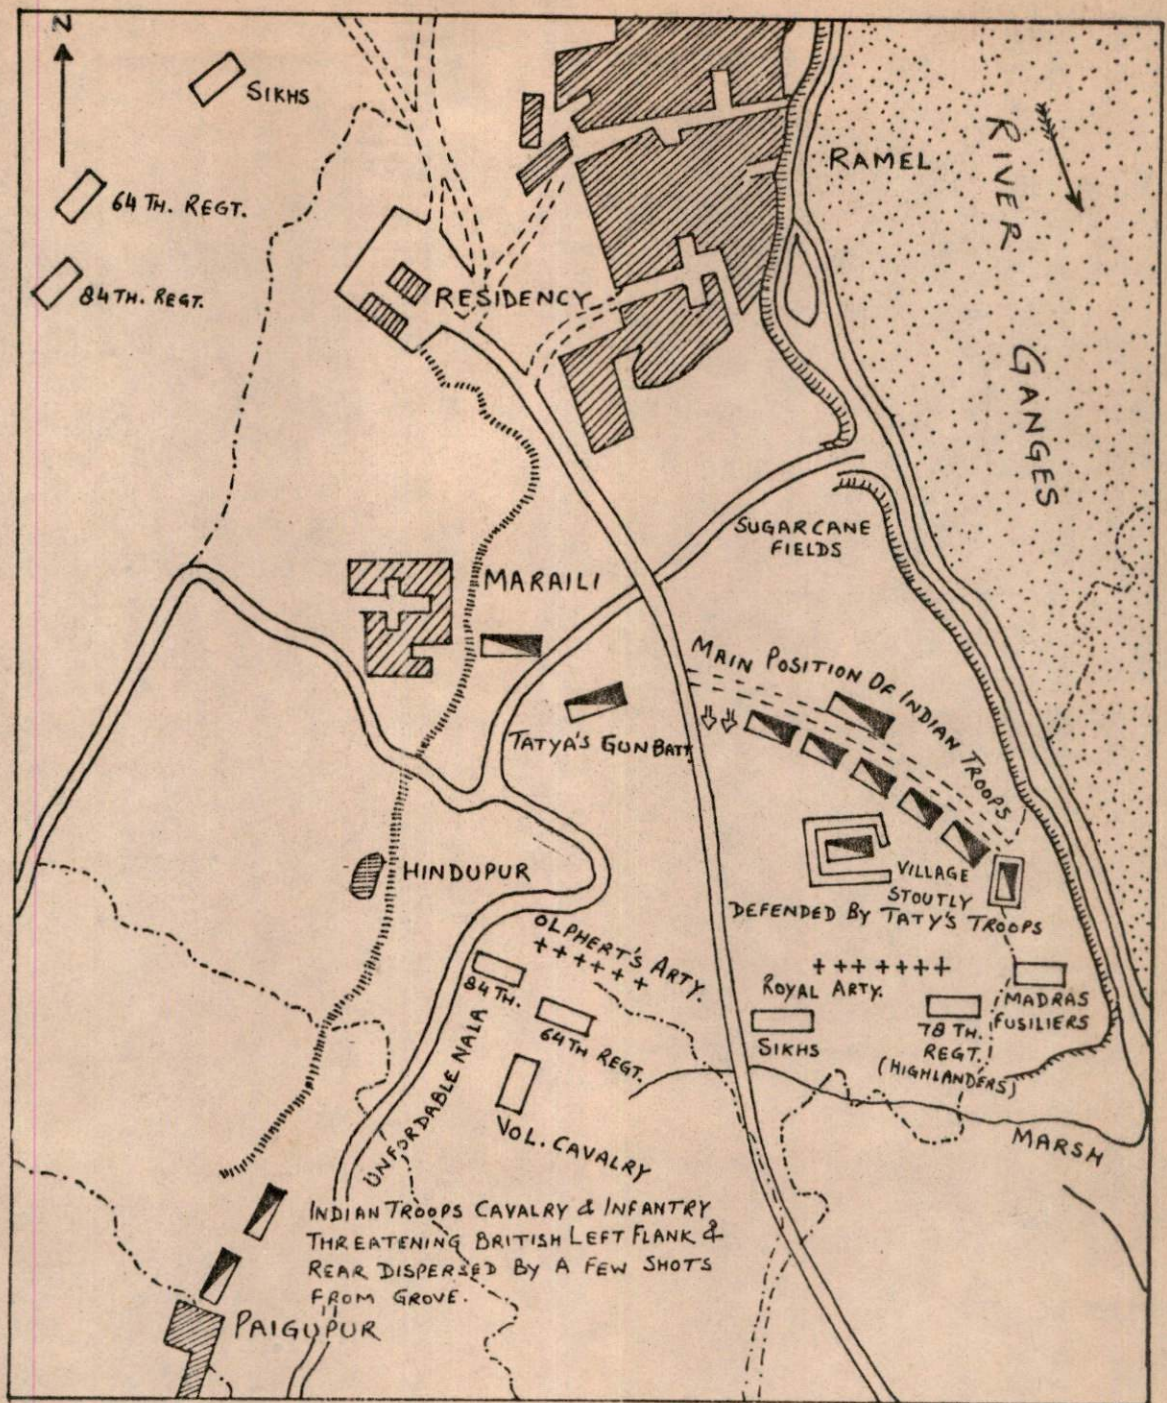 N
SIKHS
64TH. REGT.
84TH. REGT.
RAMEL
RIVER
GANGES
RESIDENCY
SUGARCANE
FIELDS
MARAILI
MAIN POSITION OF INDIAN TROOPS
TATYA'S GUN BATT.
HINDUPUR
VILLAGE
STOUTLY
DEFENDED BY TATY'S TROOPS
OLPHERT'S ARTY.
84TH.
64TH REGT.
ROYAL ARTY.
SIKHS
78 TH.
REGT.
(HIGHLANDERS)
MADRAS
FUSILIERS
UNFORDABLE NALA
VOL. CAVALRY
MARSH
INDIAN TROOPS CAVALRY & INFANTRY
THREATENING BRITISH LEFT FLANK &
REAR DISPERSED BY A FEW SHOTS
FROM GROVE.
PAIGUPUR